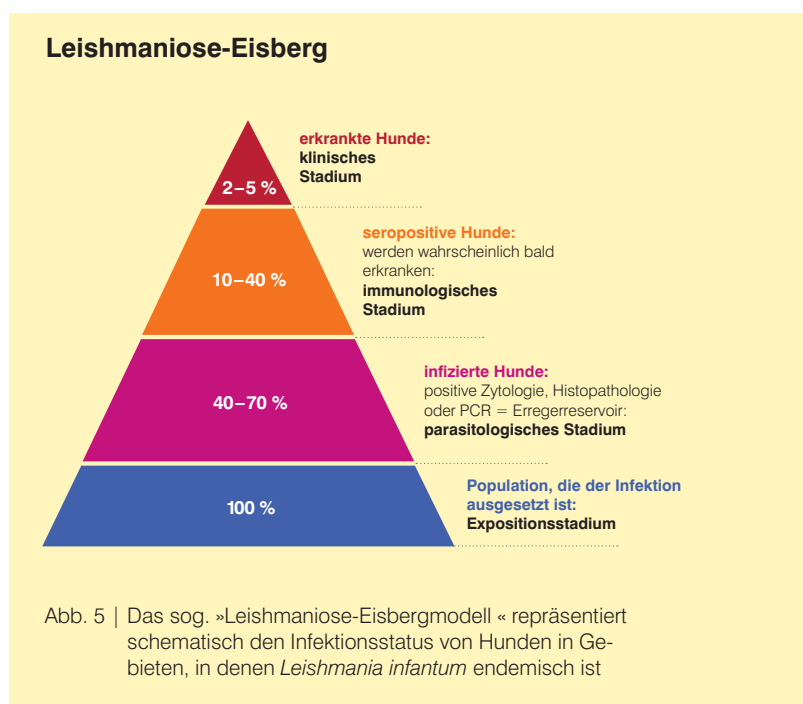 Leishmaniose-Eisberg
erkrankte Hunde:
klinisches
Stadium
2–5 %
seropositive Hunde:
werden wahrscheinlich bald
erkranken:
immunologisches
Stadium
10–40 %
infizierte Hunde:
positive Zytologie, Histopathologie
oder PCR = Erregerreservoir:
parasitologisches Stadium
40–70 %
Population, die der Infektion
ausgesetzt ist:
Expositionsstadium
100 %
Abb. 5 | Das sog. »Leishmaniose-Eisbergmodell « repräsentiert
schematisch den Infektionsstatus von Hunden in Ge-
bieten, in denen Leishmania infantum endemisch ist